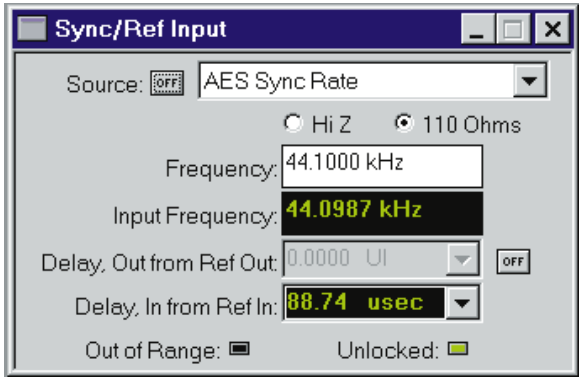 Sync/Ref Input
Source: OFF AES Sync Rate
Hi Z 110 Ohms
Frequency: 44.1000 kHz
Input Frequency: 44.0987 kHz
Delay, Out from Ref Out: 0.0000 UI OFF
Delay, In from Ref In: 88.74 usec
Out of Range: Unlocked: